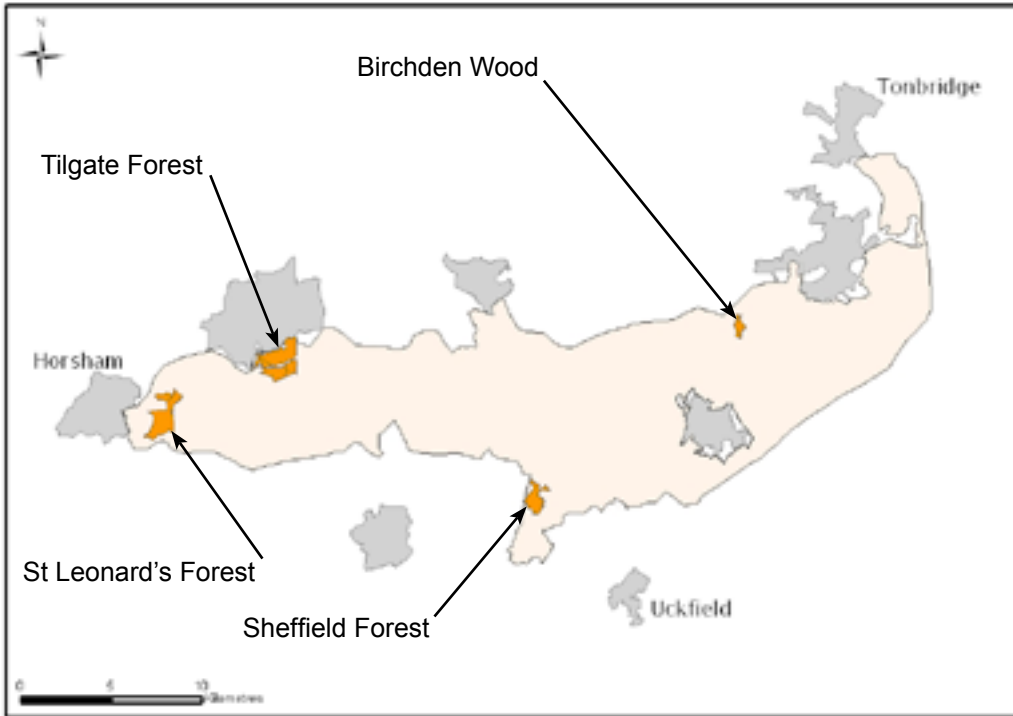 N
Birchden Wood
Tonbridge
Tilgate Forest
Horsham
St Leonard's Forest
Sheffield Forest
Uckfield
0 5 10